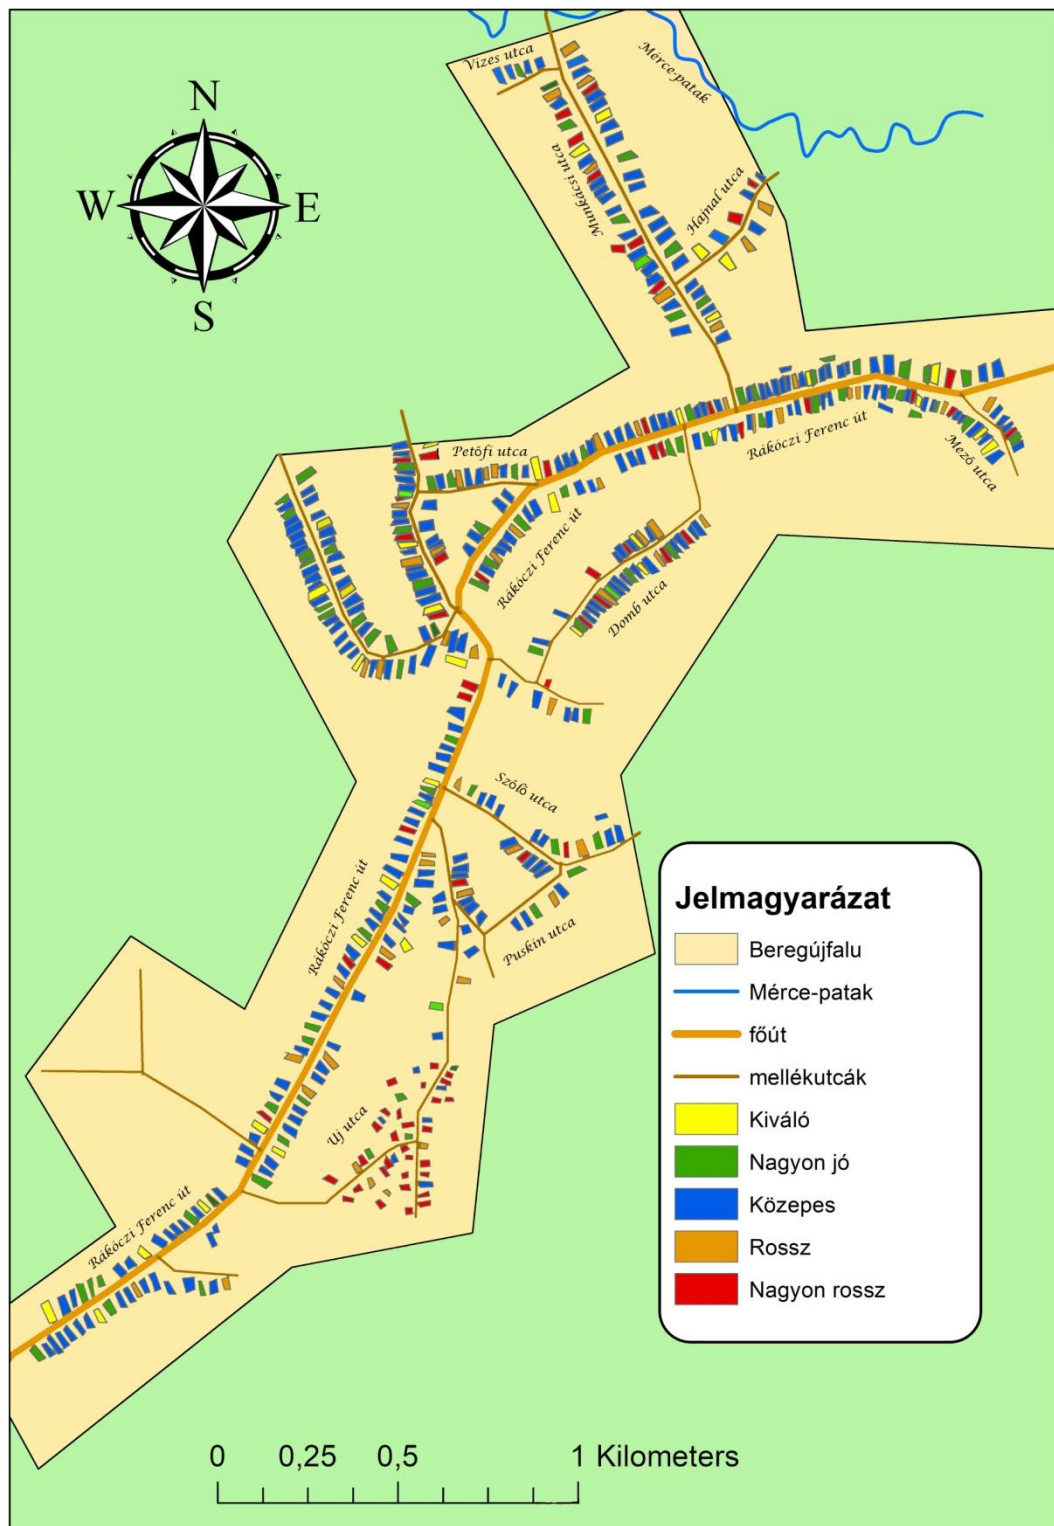 Vizes utca
Mérce-patak
N
W
E
S
Munkácsi utca
Hajnal utca
Rákóczi Ferenc út
Mező utca
Petőfi utca
Rákóczi Ferenc út
Domb utca
Szőlő utca
Rákóczi Ferenc út
Puskin utca
Uj utca
Rákóczi Ferenc út
Jelmagyarázat
Beregújfalu
Mérce-patak
főút
mellékutcák
Kiváló
Nagyon jó
Közepes
Rossz
Nagyon rossz
0 0,25 0,5 1 Kilometers